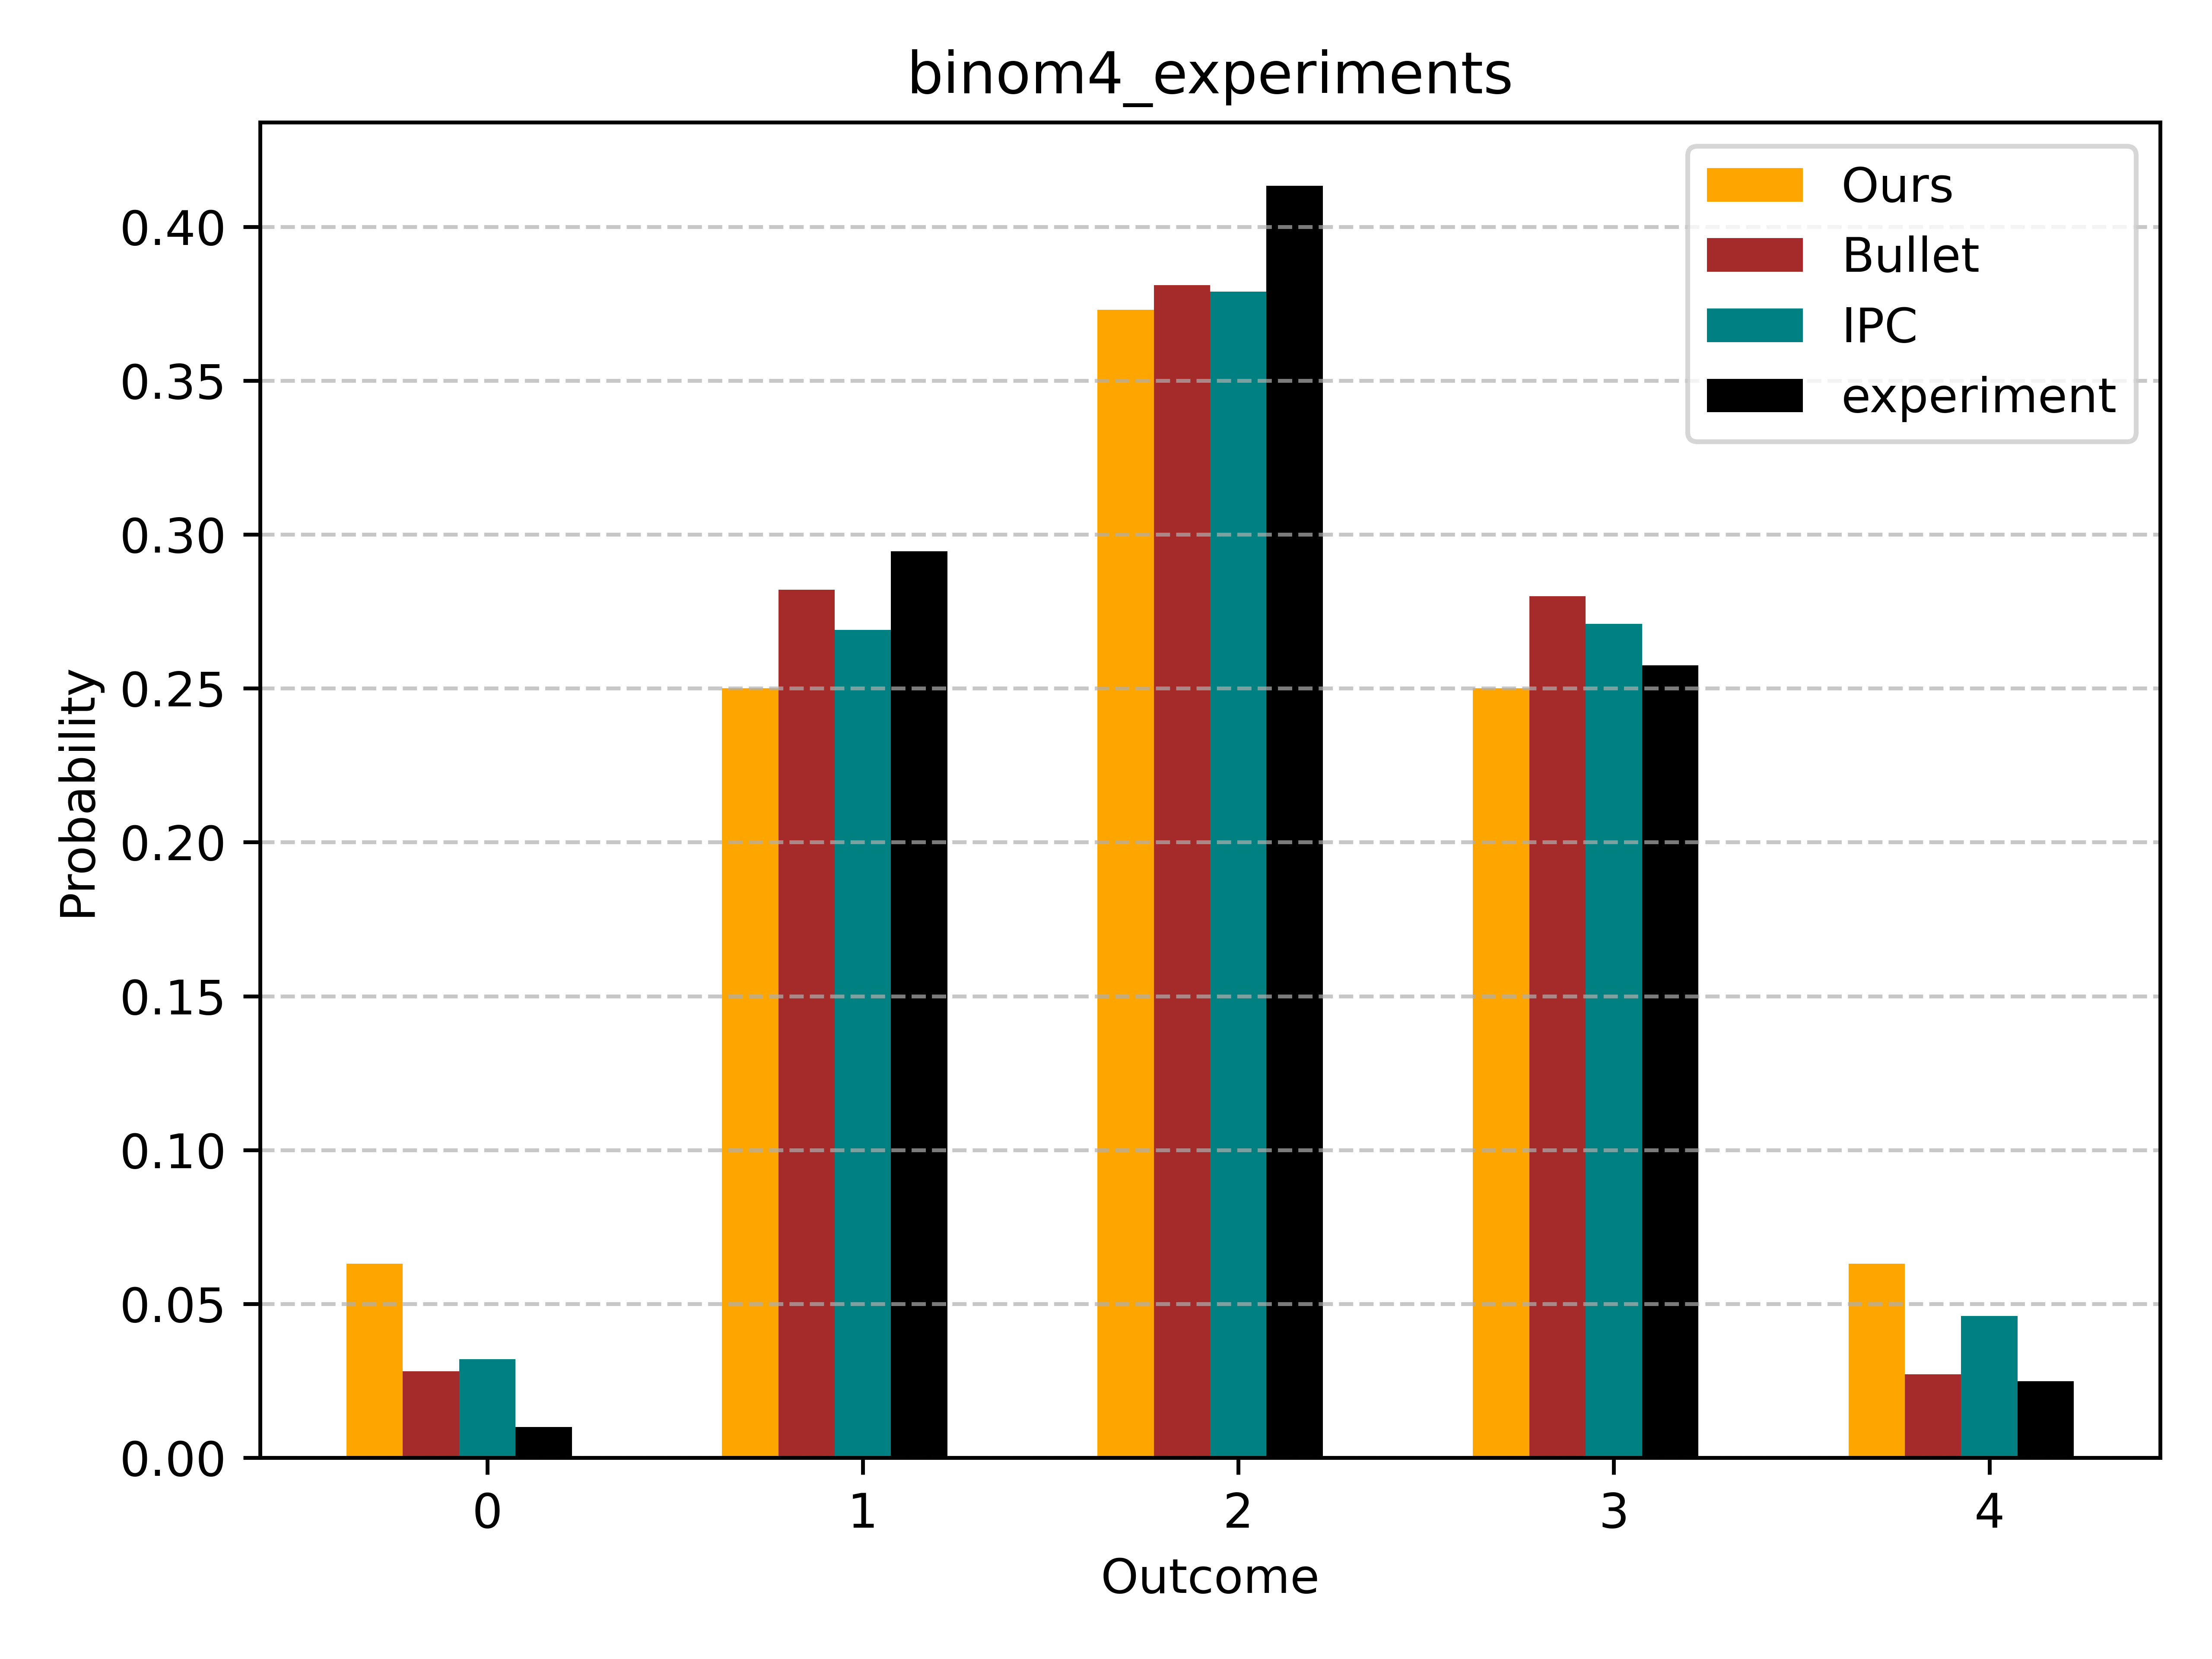 binom4_experiments
Ours
Bullet
IPC
experiment
0.40
0.35
0.30
0.25
0.20
0.15
0.10
0.05
0.00
Probability
0 1 2 3 4
Outcome